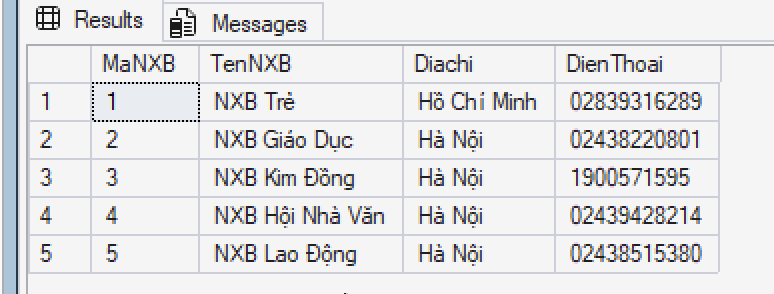 Results Messages
MaNXB TenNXB Diachi DienThoai
1 1 NXB Trẻ Hồ Chí Minh 02839316289
2 2 NXB Giáo Dục Hà Nội 02438220801
3 3 NXB Kim Đồng Hà Nội 1900571595
4 4 NXB Hội Nhà Văn Hà Nội 02439428214
5 5 NXB Lao Động Hà Nội 02438515380